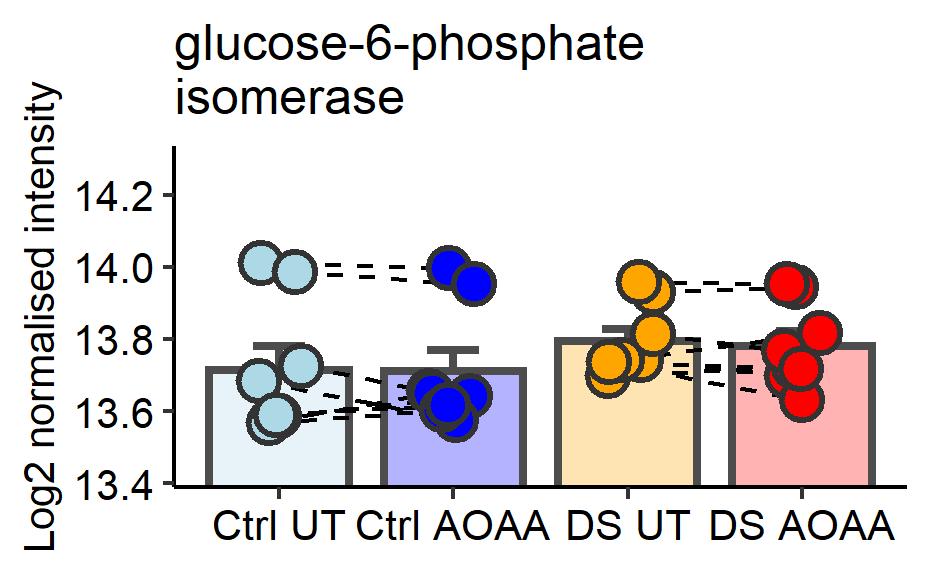 glucose-6-phosphate
isomerase
Log2 normalised intensity
14.2
14.0
13.8
13.6
13.4
Ctrl UT Ctrl AOAA DS UT DS AOAA